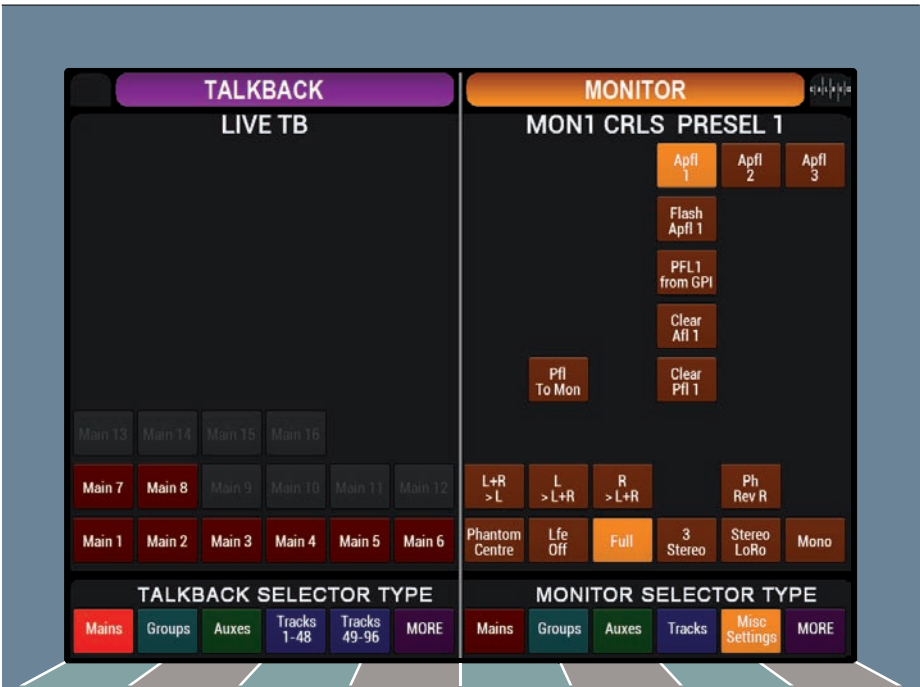 TALKBACK
LIVE TB
Main 13 Main 14 Main 15 Main 16
Main 7 Main 8 Main 9 Main 10 Main 11 Main 12
Main 1 Main 2 Main 3 Main 4 Main 5 Main 6
TALKBACK SELECTOR TYPE
Mains Groups Auxes Tracks 1-48 Tracks 49-96 MORE
MONITOR
CALREC
MON1 CRLS PRESEL 1
Apfl 1 Apfl 2 Apfl 3
Flash Apfl 1
PFL1 from GPI
Clear Afl 1
Pfl To Mon Clear Pfl 1
L+R >L L >L+R R >L+R Ph Rev R
Phantom Centre Lfe Off Full 3 Stereo Stereo LoRo Mono
MONITOR SELECTOR TYPE
Mains Groups Auxes Tracks Misc Settings MORE